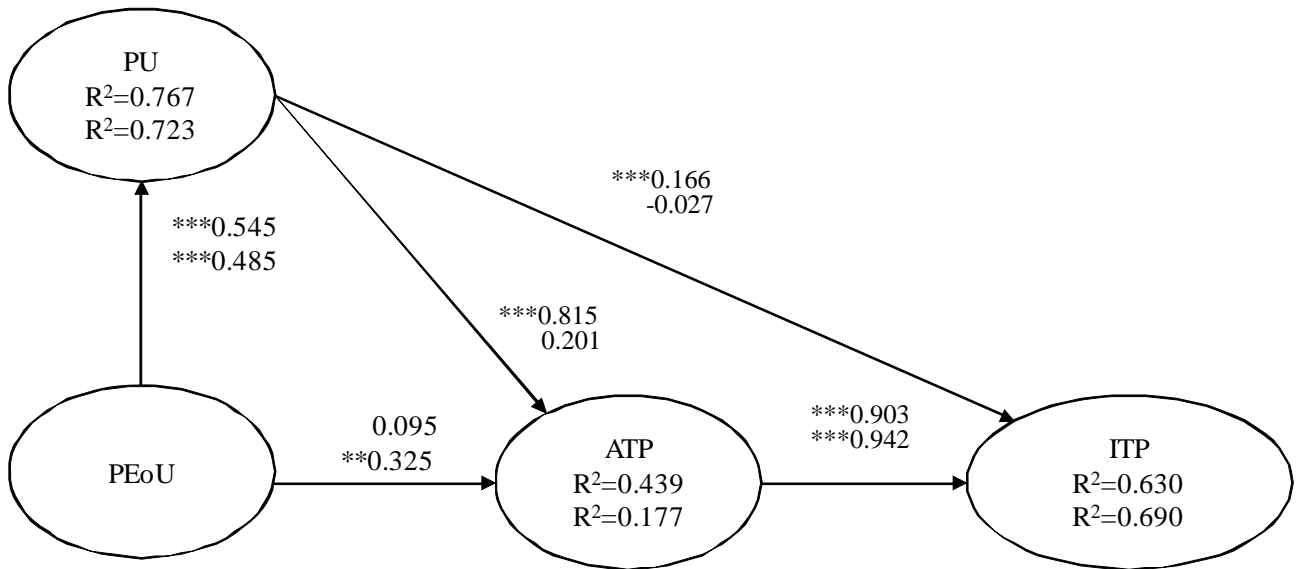 PU
R²=0.767
R²=0.723
***0.166
-0.027
***0.545
***0.485
***0.815
0.201
PEoU
0.095
**0.325
ATP
R²=0.439
R²=0.177
***0.903
***0.942
ITP
R²=0.630
R²=0.690